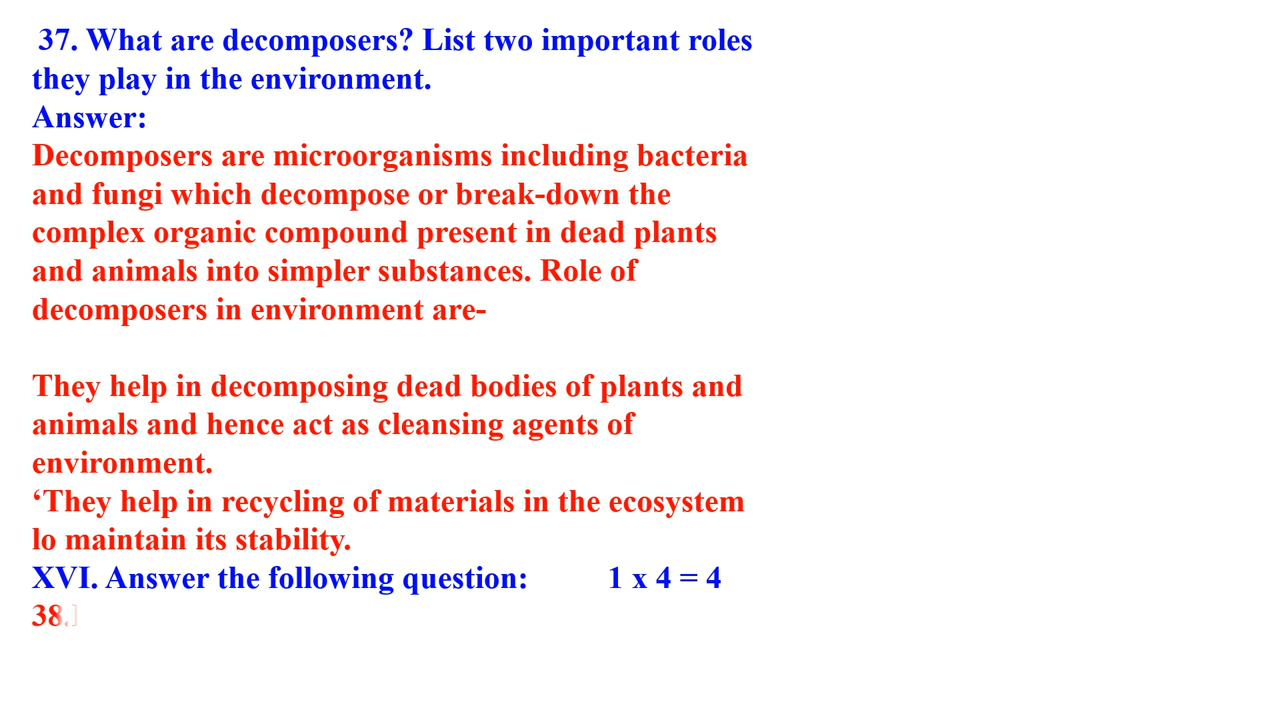 37. What are decomposers? List two important roles
they play in the environment.
Answer:
Decomposers are microorganisms including bacteria
and fungi which decompose or break-down the
complex organic compound present in dead plants
and animals into simpler substances. Role of
decomposers in environment are-
They help in decomposing dead bodies of plants and
animals and hence act as cleansing agents of
environment.
‘They help in recycling of materials in the ecosystem
lo maintain its stability.
XVI. Answer the following question: 1 x 4 = 4
38.